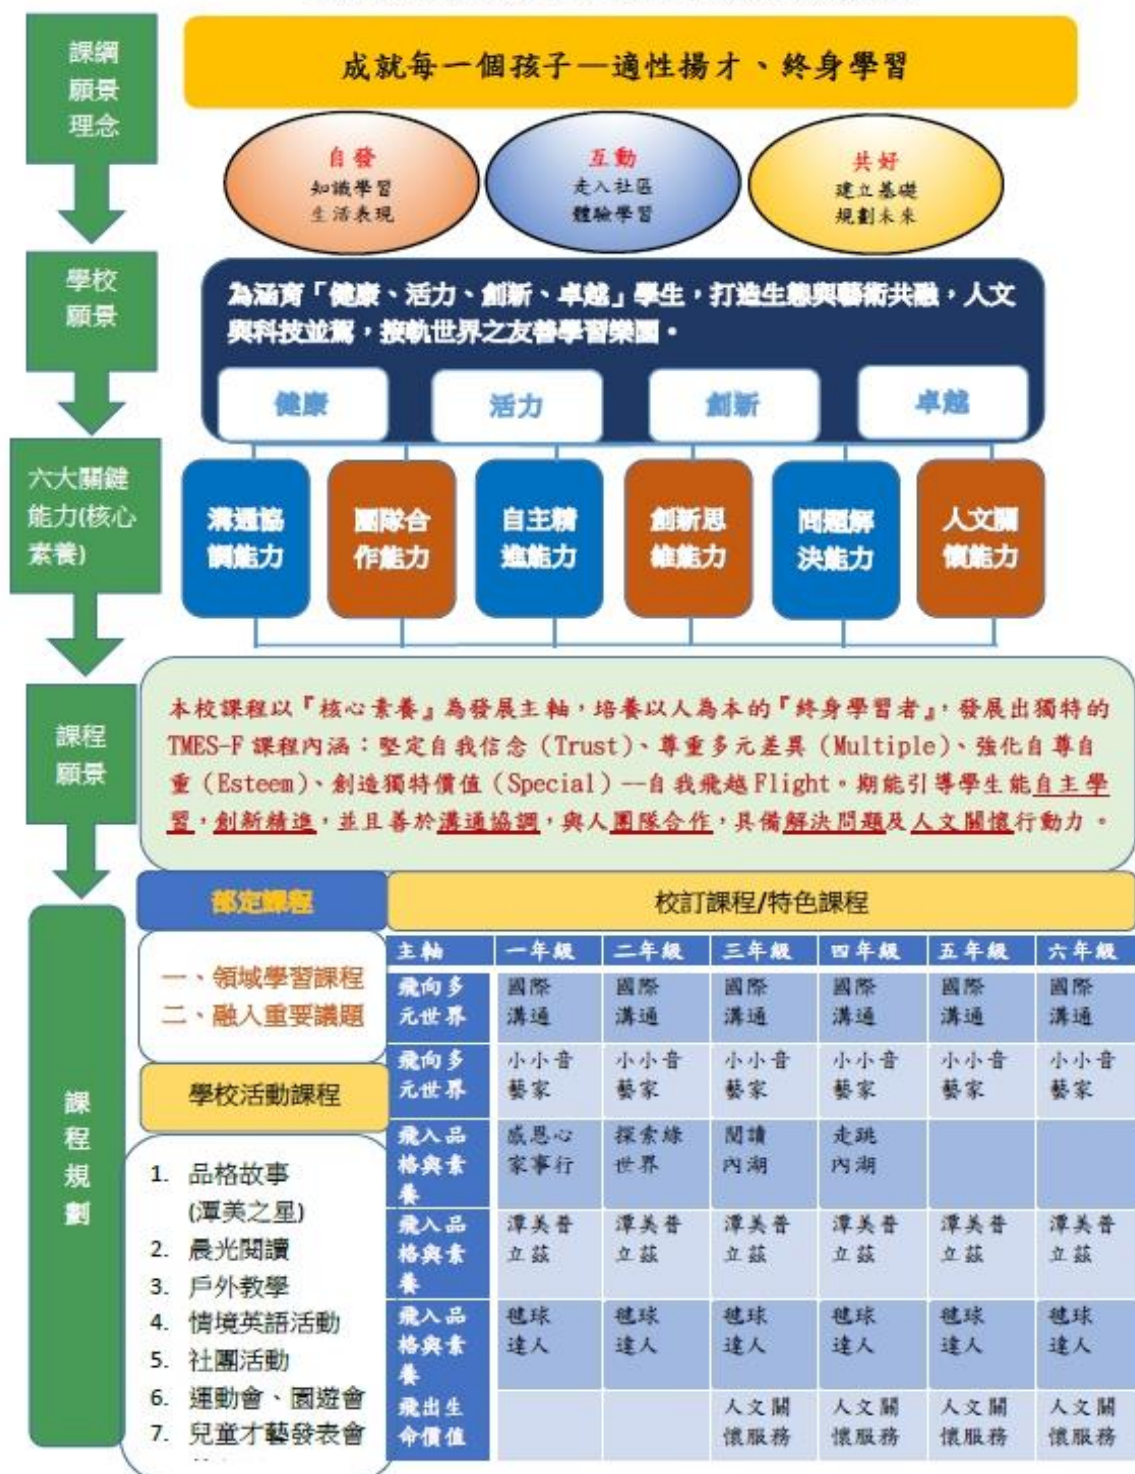 課綱
願景
理念
成就每一個孩子—適性揚才、終身學習
自發
知識學習
生活表現
互動
走入社區
體驗學習
共好
建立基礎
規劃未來
學校
願景
為涵育「健康、活力、創新、卓越」學生，打造生態與藝術共融，人文
與科技並駕，接軌世界之友善學習樂園。
健康
活力
創新
卓越
六大關鍵
能力(核心
素養)
溝通協
調能力
團隊合
作能力
自主精
進能力
創新思
維能力
問題解
決能力
人文關
懷能力
課程
願景
本校課程以『核心素養』為發展主軸，培養以人為本的『終身學習者』，發展出獨特的
TMES-F 課程內涵：堅定自我信念（Trust）、尊重多元差異（Multiple）、強化自尊自
重（Esteem）、創造獨特價值（Special）--自我飛越 Flight。期能引導學生能自主學
習，創新精進，並且善於溝通協調，與人團隊合作，具備解決問題及人文關懷行動力 。
課
程
規
劃
部定課程
一、領域學習課程
二、融入重要議題
學校活動課程
1. 品格故事
(潭美之星)
2. 晨光閱讀
3. 戶外教學
4. 情境英語活動
5. 社團活動
6. 運動會、園遊會
7. 兒童才藝發表會
校訂課程/特色課程
主軸 一年級 二年級 三年級 四年級 五年級 六年級
飛向多 國際 國際 國際 國際 國際 國際
元世界 溝通 溝通 溝通 溝通 溝通 溝通
飛向多 小小音 小小音 小小音 小小音 小小音 小小音
元世界 藝家 藝家 藝家 藝家 藝家 藝家
飛入品 感恩心 探索綠 閱讀 走跳
格與素 家事行 世界 內湖 內湖
養
飛入品 潭美普 潭美普 潭美普 潭美普 潭美普 潭美普
格與素 立茲 立茲 立茲 立茲 立茲 立茲
養
飛入品 毽球 毽球 毽球 毽球 毽球 毽球
格與素 達人 達人 達人 達人 達人 達人
養
飛出生 人文關 人文關 人文關 人文關
命價值 懷服務 懷服務 懷服務 懷服務